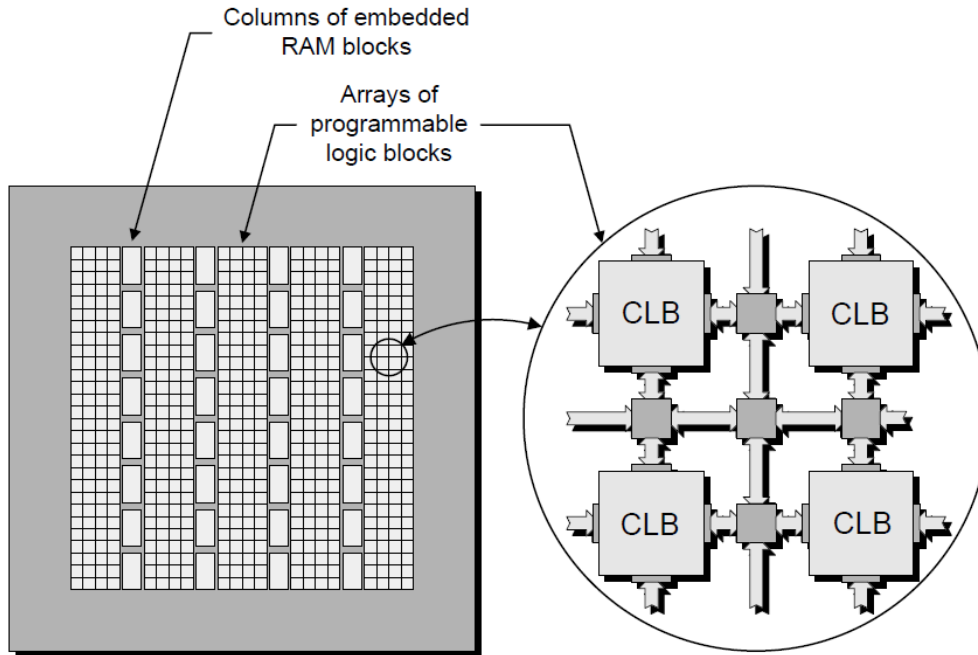 Columns of embedded
RAM blocks
Arrays of
programmable
logic blocks
CLB
CLB
CLB
CLB